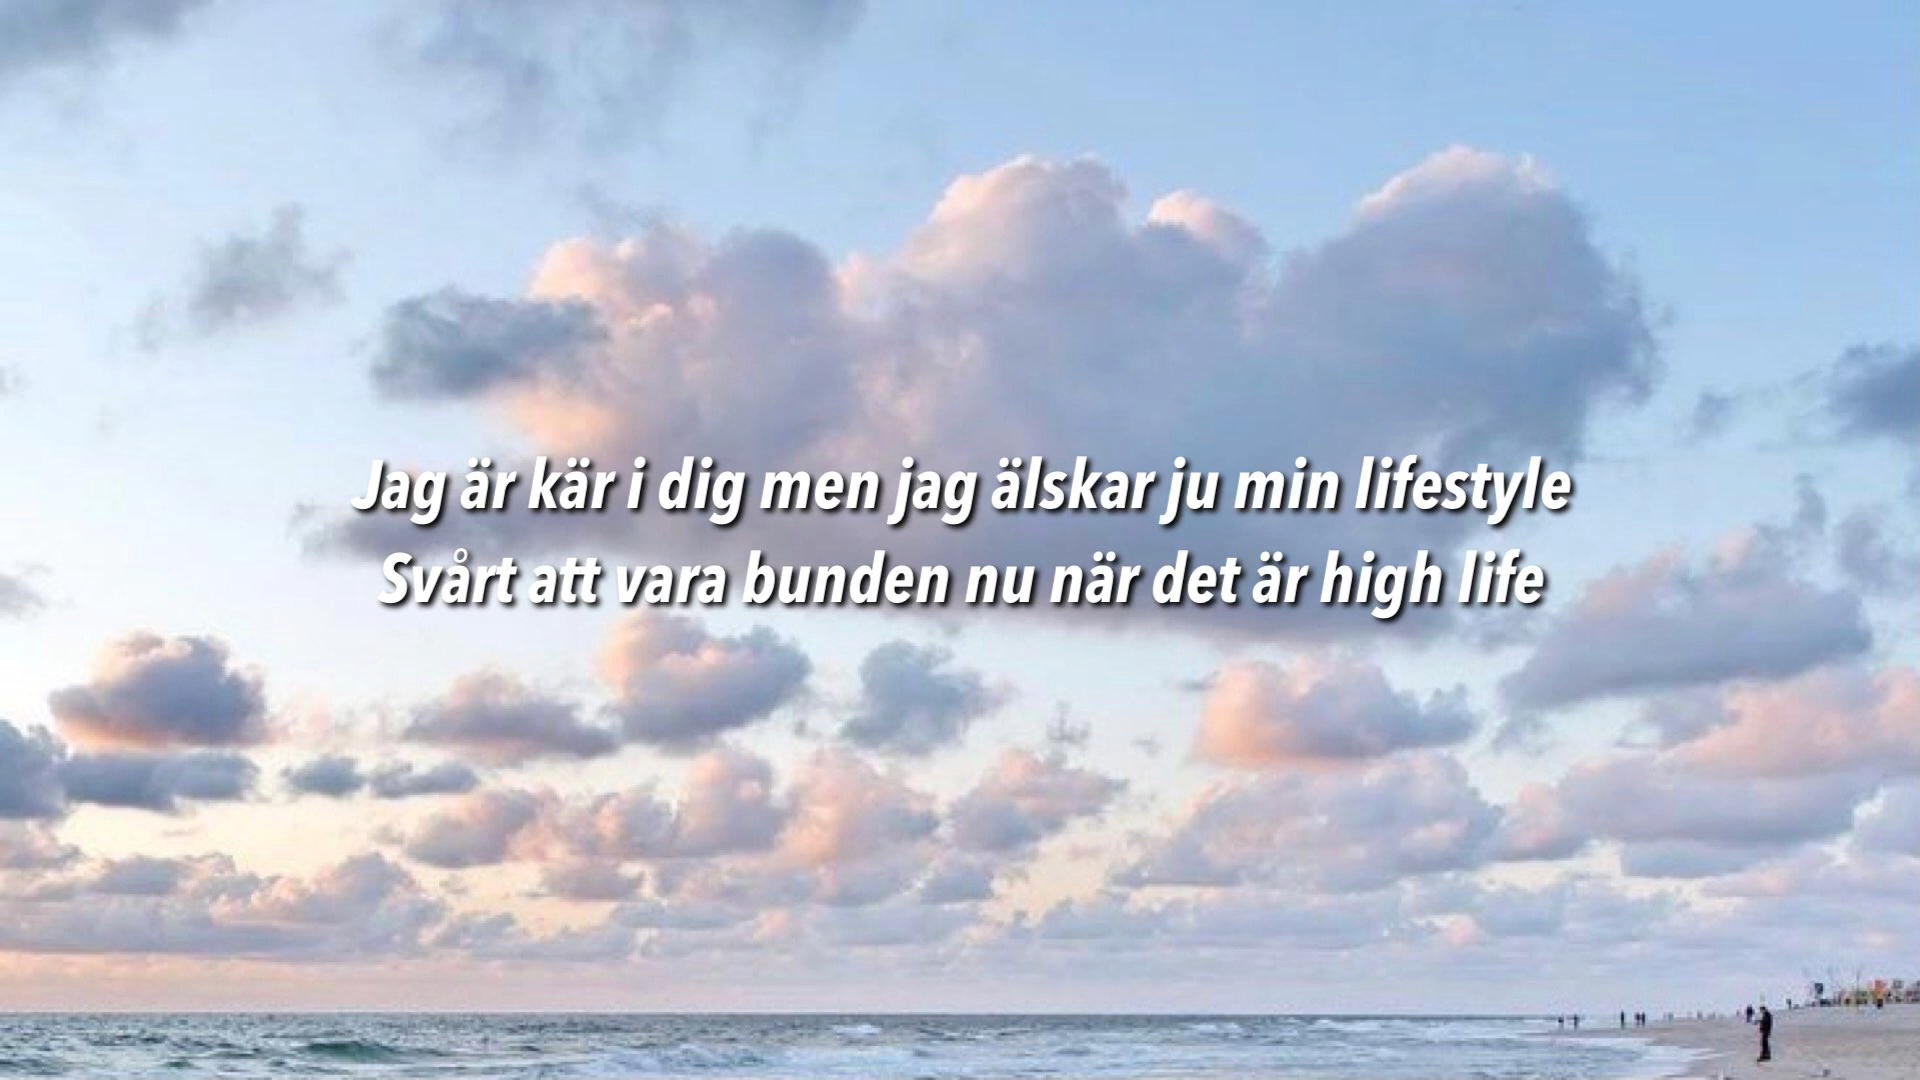 Jag är kär i dig men jag älskar ju min lifestyle
Svårt att vara bunden nu när det är high life